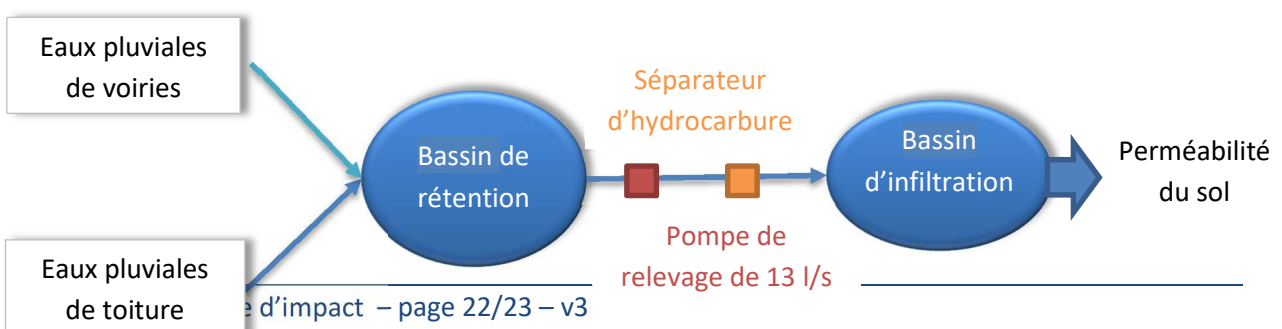 Eaux pluviales
de voiries
Séparateur
d’hydrocarbure
Bassin de
rétention
Bassin
d’infiltration
Perméabilité
du sol
Pompe de
relevage de 13 l/s
Eaux pluviales
de toiture
e d’impact – page 22/23 – v3